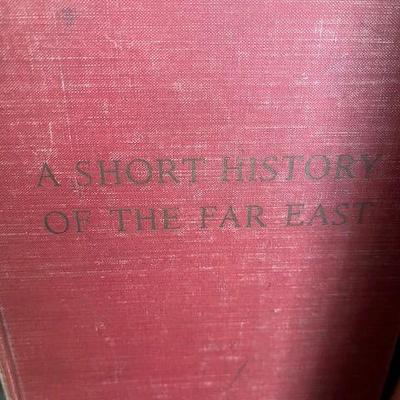 A SHORT HISTORY
OF THE FAR EAST